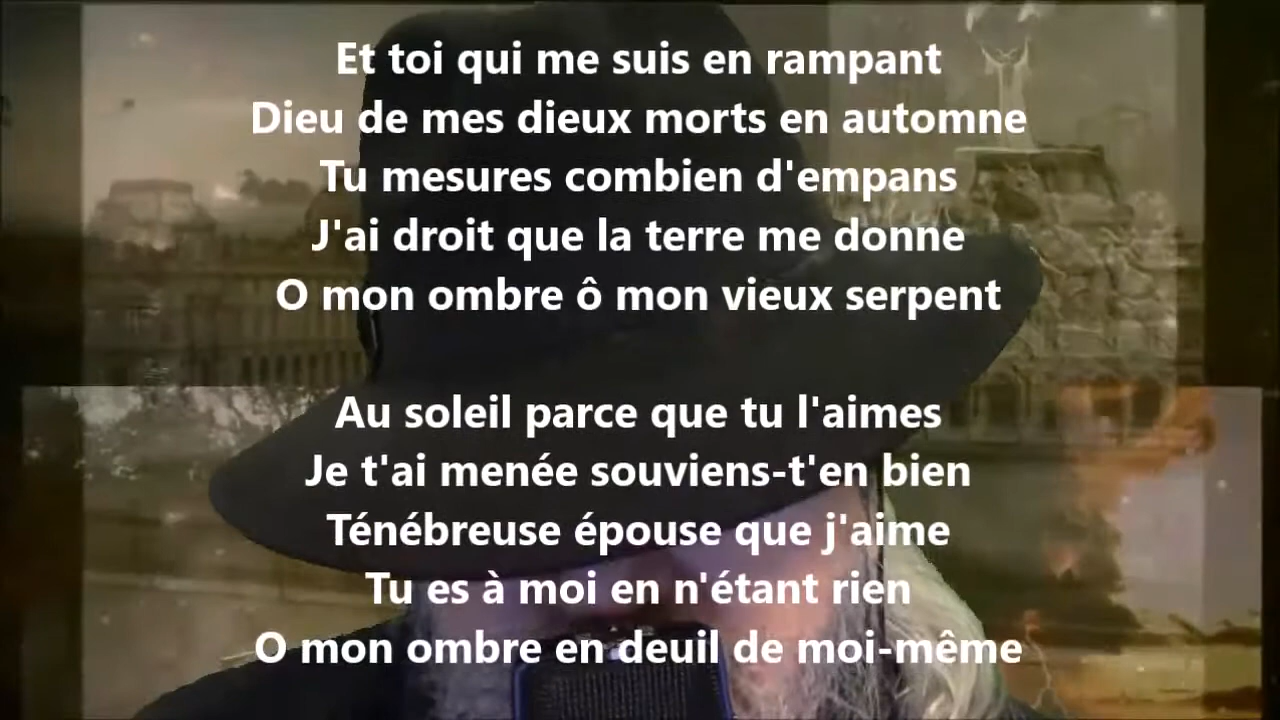 Et toi qui me suis en rampant
Dieu de mes dieux morts en automne
Tu mesures combien d'empans
J'ai droit que la terre me donne
O mon ombre ô mon vieux serpent
Au soleil parce que tu l'aimes
Je t'ai menée souviens-t'en bien
Ténébreuse épouse que j'aime
Tu es à moi en n'étant rien
O mon ombre en deuil de moi-même